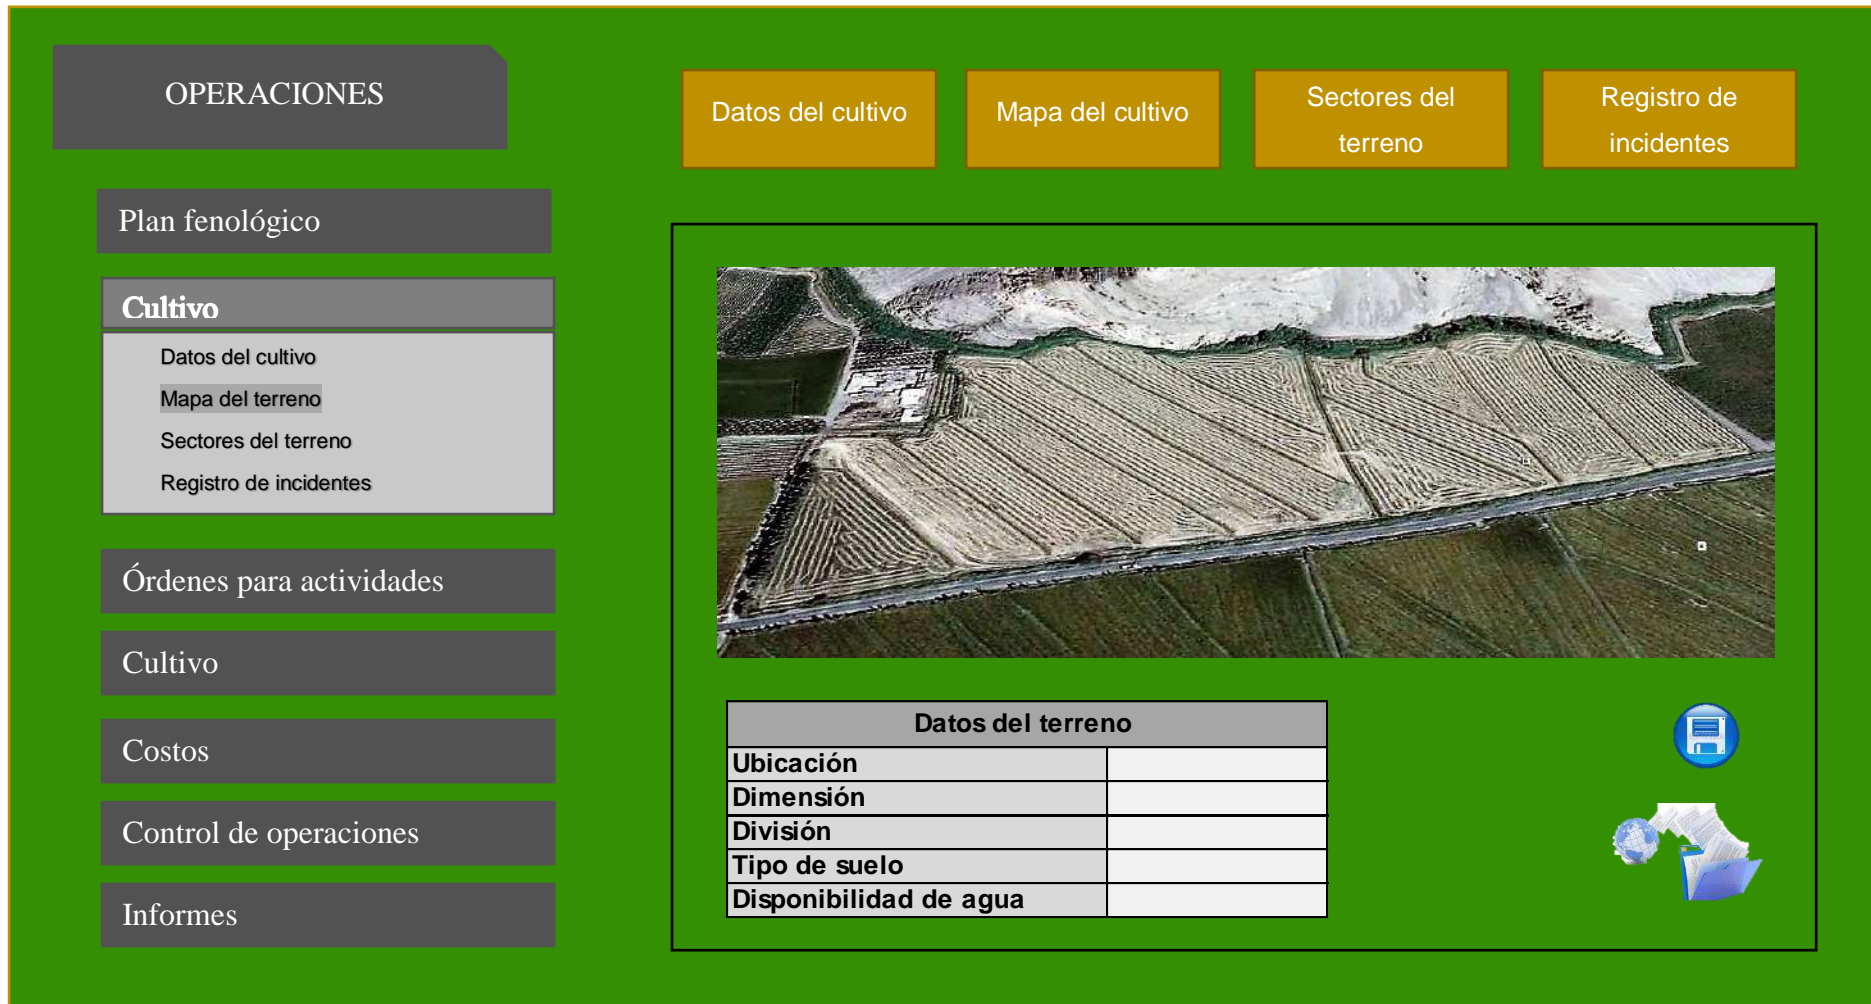 OPERACIONES
Datos del cultivo
Mapa del cultivo
Sectores del
terreno
Registro de
incidentes
Plan fenológico
Cultivo
Datos del cultivo
Mapa del terreno
Sectores del terreno
Registro de incidentes
Órdenes para actividades
Cultivo
Costos
Control de operaciones
Informes
Datos del terreno
Ubicación
Dimensión
División
Tipo de suelo
Disponibilidad de agua